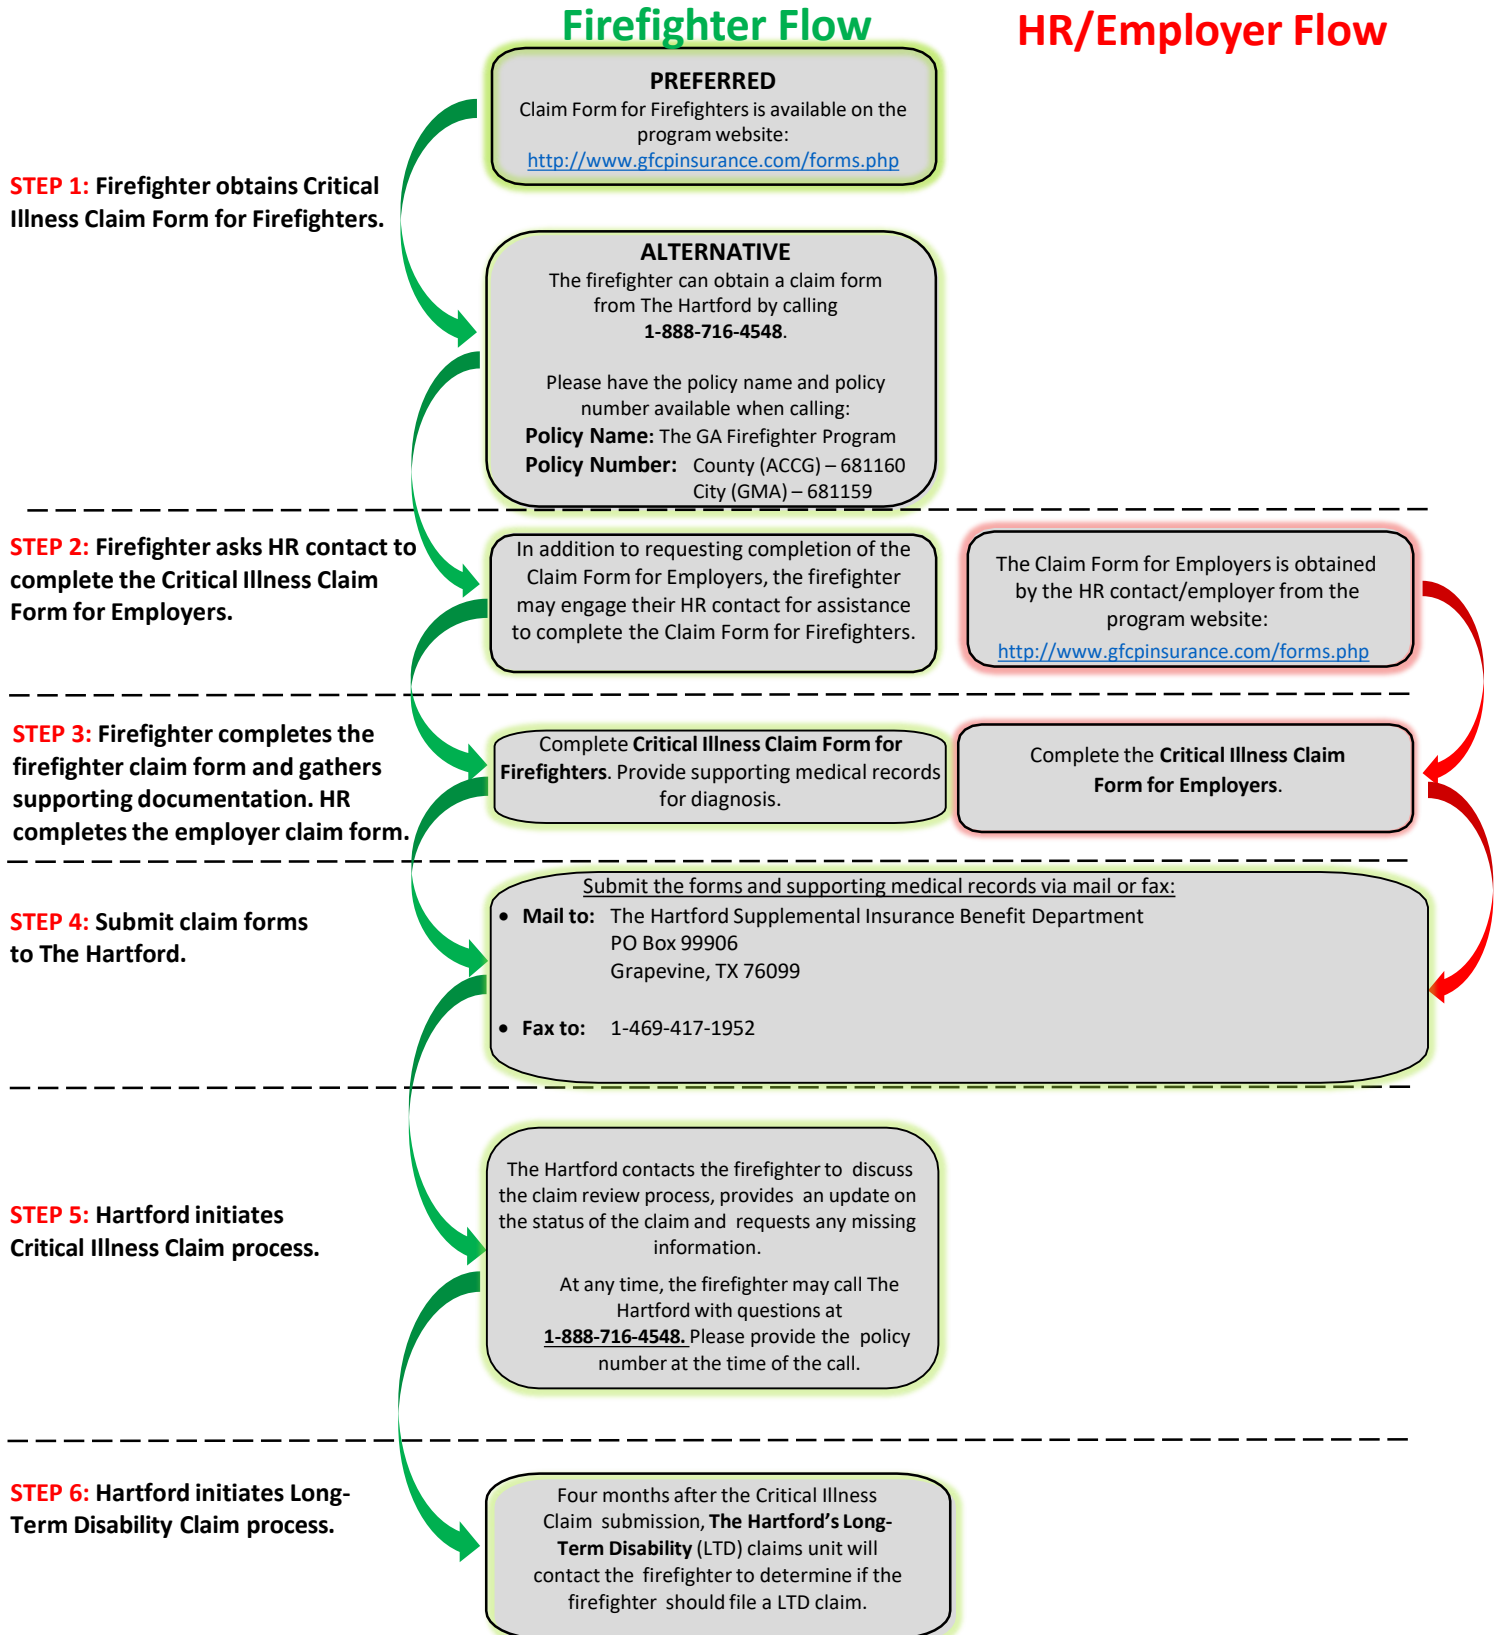 Firefighter Flow
HR/Employer Flow
PREFERRED
Claim Form for Firefighters is available on the
program website:
http://www.gfcpinsurance.com/forms.php
STEP 1: Firefighter obtains Critical
Illness Claim Form for Firefighters.
ALTERNATIVE
The firefighter can obtain a claim form
from The Hartford by calling
1-888-716-4548.
Please have the policy name and policy
number available when calling:
Policy Name: The GA Firefighter Program
Policy Number: County (ACCG) – 681160
City (GMA) – 681159
STEP 2: Firefighter asks HR contact to
complete the Critical Illness Claim
Form for Employers.
In addition to requesting completion of the
Claim Form for Employers, the firefighter
may engage their HR contact for assistance
to complete the Claim Form for Firefighters.
The Claim Form for Employers is obtained
by the HR contact/employer from the
program website:
http://www.gfcpinsurance.com/forms.php
STEP 3: Firefighter completes the
firefighter claim form and gathers
supporting documentation. HR
completes the employer claim form.
Complete Critical Illness Claim Form for
Firefighters. Provide supporting medical records
for diagnosis.
Complete the Critical Illness Claim
Form for Employers.
STEP 4: Submit claim forms
to The Hartford.
Submit the forms and supporting medical records via mail or fax:
• Mail to: The Hartford Supplemental Insurance Benefit Department
PO Box 99906
Grapevine, TX 76099
• Fax to: 1-469-417-1952
STEP 5: Hartford initiates
Critical Illness Claim process.
The Hartford contacts the firefighter to discuss
the claim review process, provides an update on
the status of the claim and requests any missing
information.
At any time, the firefighter may call The
Hartford with questions at
1-888-716-4548. Please provide the policy
number at the time of the call.
STEP 6: Hartford initiates Long-
Term Disability Claim process.
Four months after the Critical Illness
Claim submission, The Hartford's Long-
Term Disability (LTD) claims unit will
contact the firefighter to determine if the
firefighter should file a LTD claim.